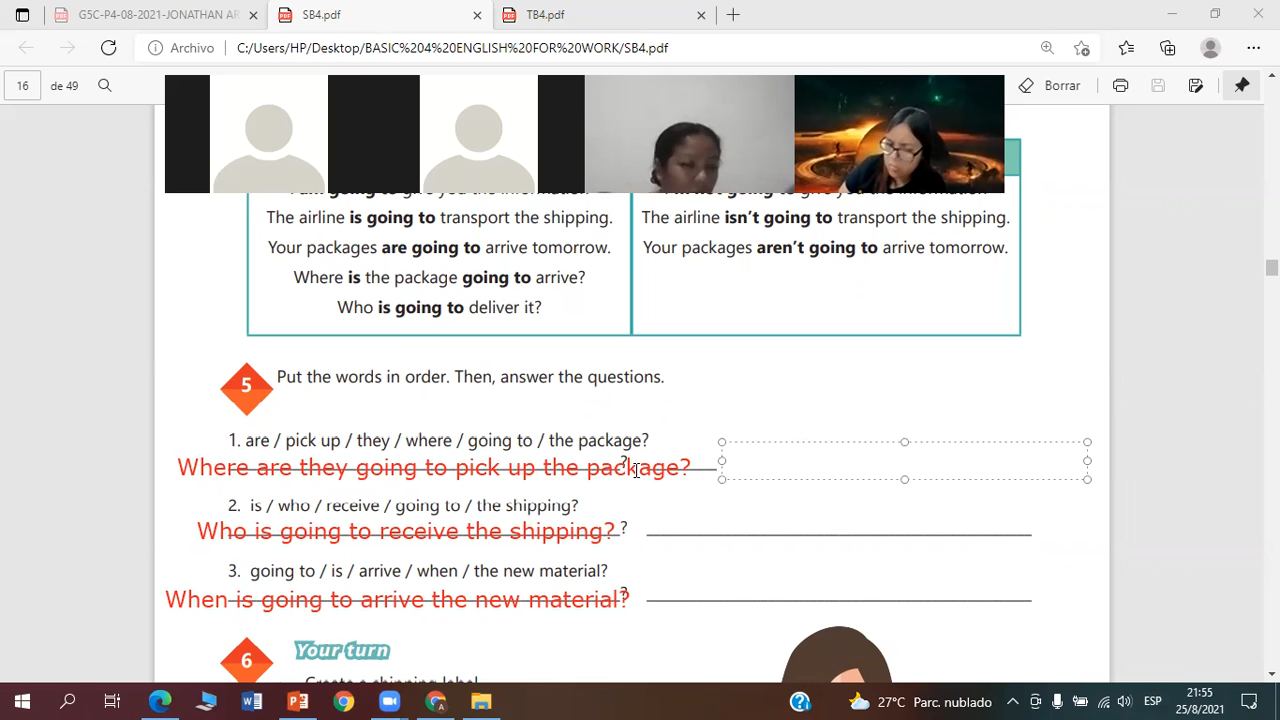 G5C-P4-08-2021-JONATHAN AR
SB4.pdf
TB4.pdf
Archivo
C:/Users/HP/Desktop/BASIC%204%20ENGLISH%20FOR%20WORK/SB4.pdf
16 de 49
Borrar
The airline is going to transport the shipping.
The airline isn't going to transport the shipping.
Your packages are going to arrive tomorrow.
Your packages aren't going to arrive tomorrow.
Where is the package going to arrive?
Who is going to deliver it?
5 Put the words in order. Then, answer the questions.
1. are / pick up / they / where / going to / the package?
Where are they going to pick up the package?
?
2. is / who / receive / going to / the shipping?
Who is going to receive the shipping?
?
3. going to / is / arrive / when / the new material?
When is going to arrive the new material?
?
6 Your turn
Create a shipping label
27°C Parc. nublado
ESP
21:55
25/8/2021